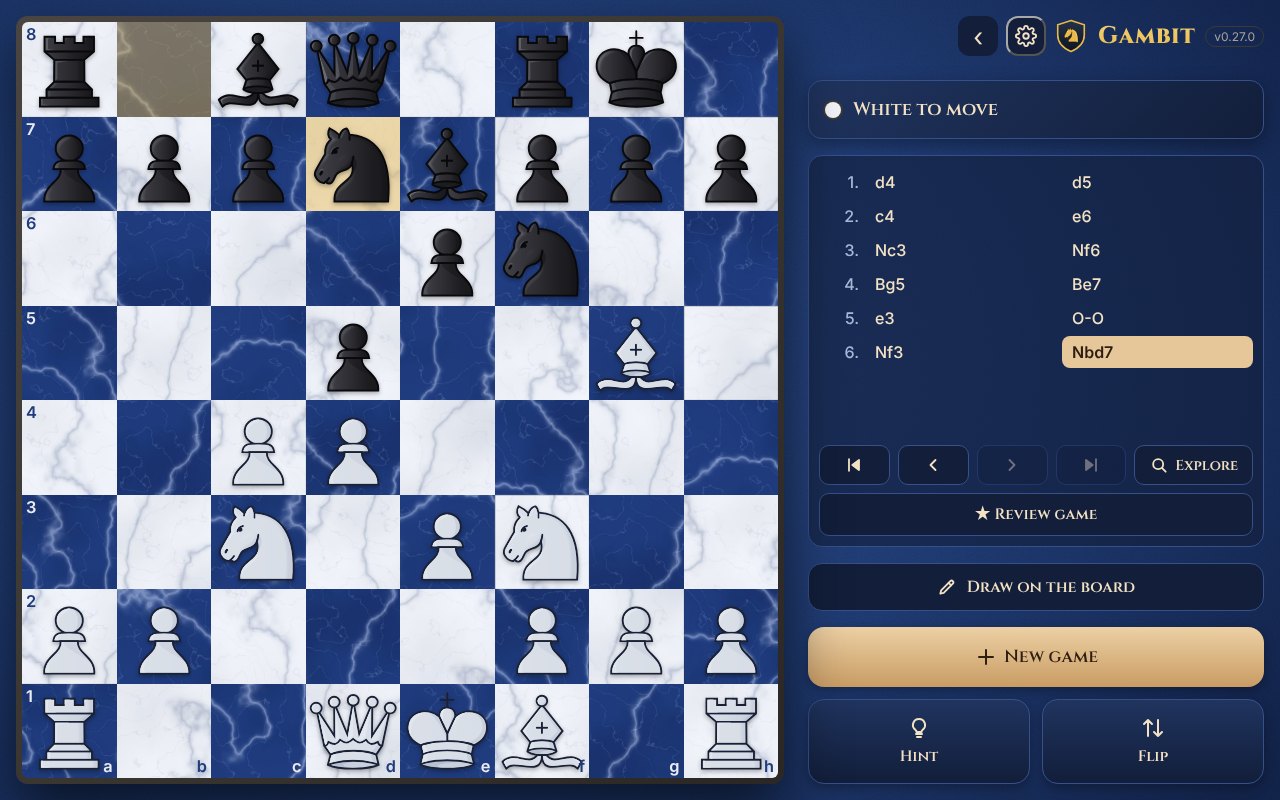 8
7
6
5
4
3
2
1
a b c d e f g h
GAMBIT v0.27.0
WHITE TO MOVE
1. d4 d5
2. c4 e6
3. Nc3 Nf6
4. Bg5 Be7
5. e3 O-O
6. Nf3 Nbd7
EXPLORE
★ REVIEW GAME
DRAW ON THE BOARD
NEW GAME
HINT FLIP